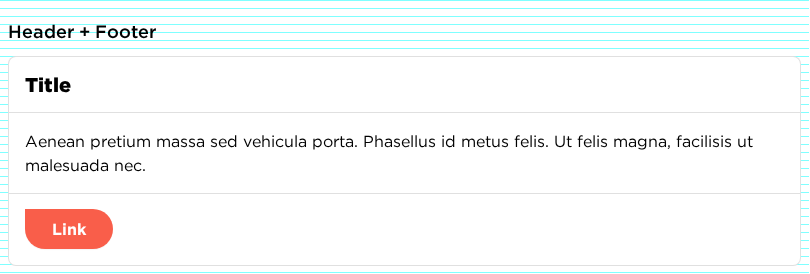 Header + Footer
Title
Aenean pretium massa sed vehicula porta. Phasellus id metus felis. Ut felis magna, facilisis ut
malesuada nec.
Link